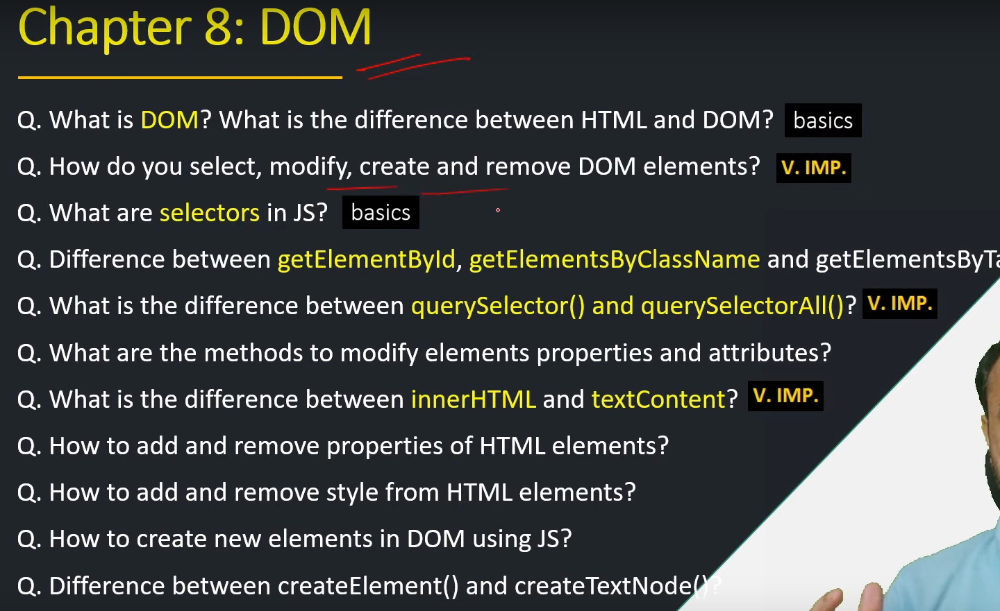 Chapter 8: DOM
Q. What is DOM? What is the difference between HTML and DOM? basics
Q. How do you select, modify, create and remove DOM elements? V. IMP.
Q. What are selectors in JS? basics
Q. Difference between getElementById, getElementsByClassName and getElementsByTa
Q. What is the difference between querySelector() and querySelectorAll()? V. IMP.
Q. What are the methods to modify elements properties and attributes?
Q. What is the difference between innerHTML and textContent? V. IMP.
Q. How to add and remove properties of HTML elements?
Q. How to add and remove style from HTML elements?
Q. How to create new elements in DOM using JS?
Q. Difference between createElement() and createTextNode()?